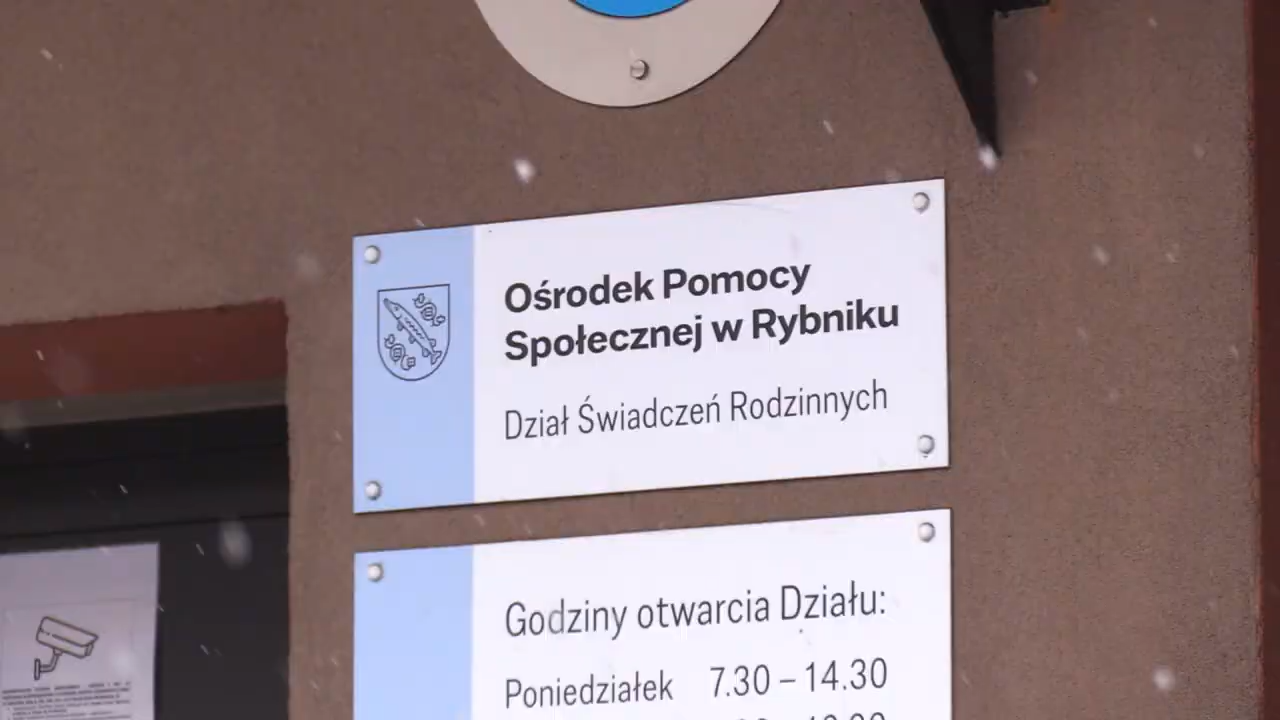 Ośrodek Pomocy
Społecznej w Rybniku
Dział Świadczeń Rodzinnych
Godziny otwarcia Działu:
Poniedziałek 7.30 – 14.30